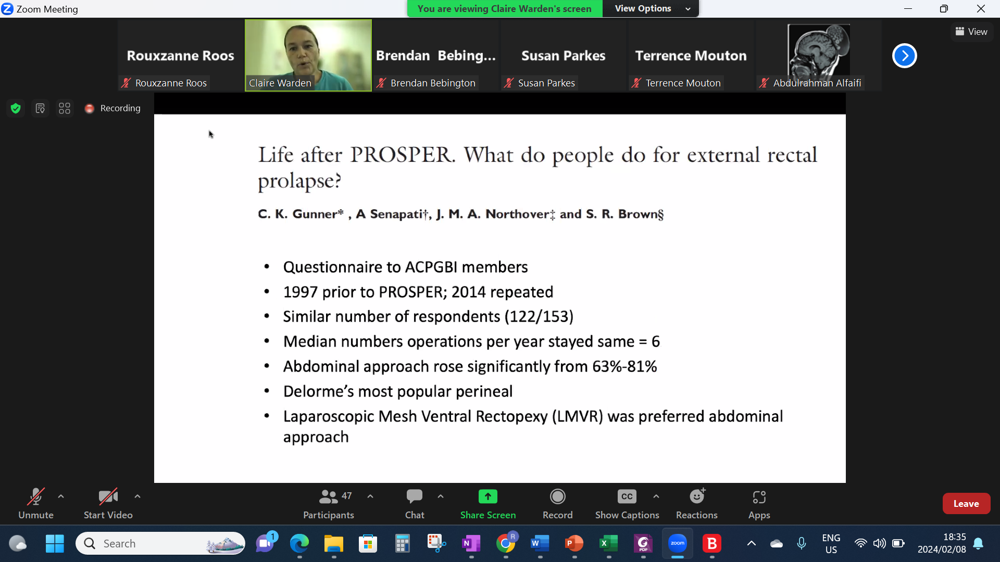 Zoom Meeting
You are viewing Claire Warden's screen
View Options
View
Rouxzanne Roos
Brendan Bebing...
Susan Parkes
Terrence Mouton
Rouxzanne Roos
Claire Warden
Brendan Bebington
Susan Parkes
Terrence Mouton
Abdulrahman Alfaifi
Recording
Life after PROSPER. What do people do for external rectal
prolapse?
C. K. Gunner* , A Senapati†, J. M. A. Northover‡ and S. R. Brown§
• Questionnaire to ACPGBI members
• 1997 prior to PROSPER; 2014 repeated
• Similar number of respondents (122/153)
• Median numbers operations per year stayed same = 6
• Abdominal approach rose significantly from 63%-81%
• Delorme's most popular perineal
• Laparoscopic Mesh Ventral Rectopexy (LMVR) was preferred abdominal
approach
Unmute
Start Video
47
Participants
Chat
Share Screen
Record
CC
Show Captions
Reactions
Apps
Leave
Search
1
N
R
W
P
X
PDF
zoom
B
ENG
US
18:35
2024/02/08